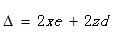 Δ = 2xe + 2zd